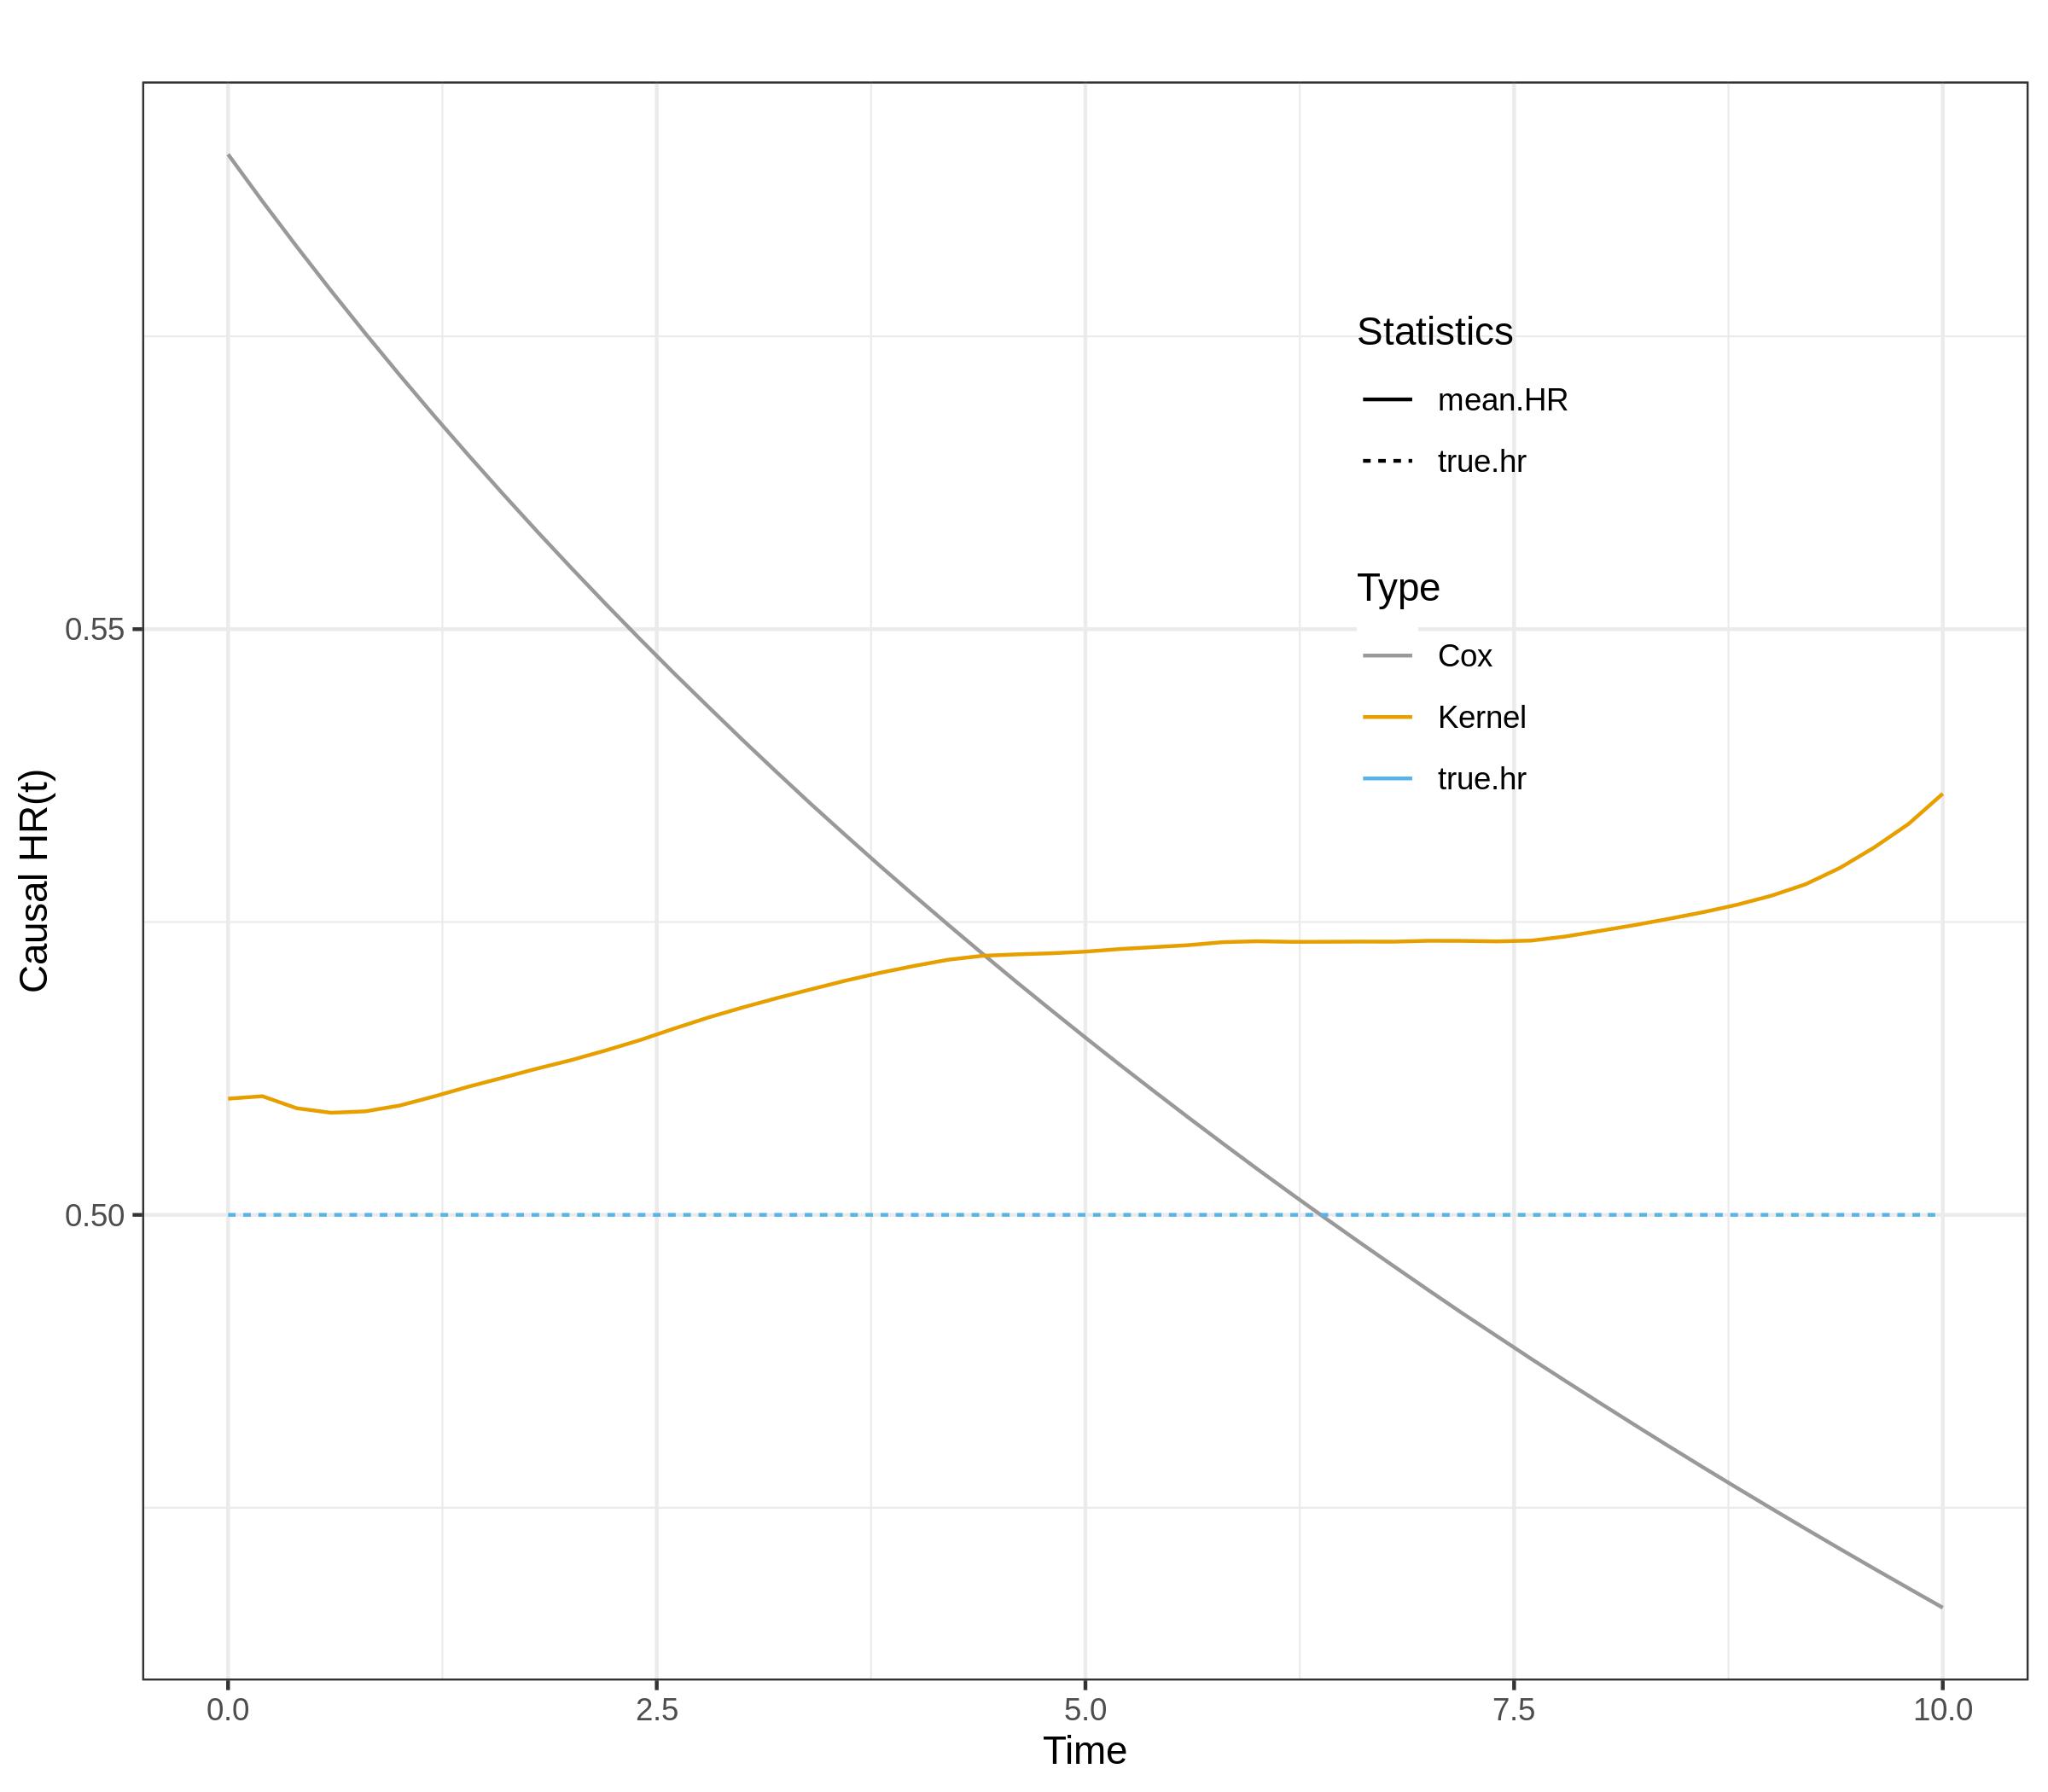 Statistics
mean.HR
true.hr
Type
Cox
Kernel
true.hr
0.55
0.50
Causal HR(t)
0.0
2.5
5.0
7.5
10.0
Time